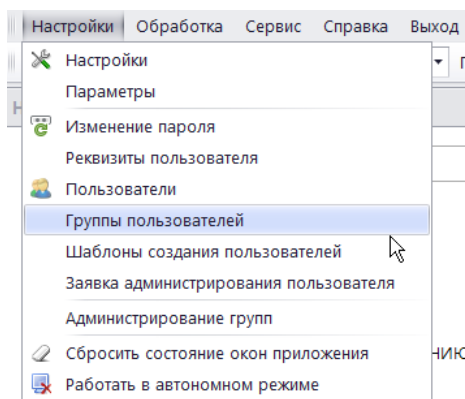 Настройки Обработка Сервис Справка Выход
Настройки
Параметры
Изменение пароля
Реквизиты пользователя
Пользователи
Группы пользователей
Шаблоны создания пользователей
Заявка администрирования пользователя
Администрирование групп
Сбросить состояние окон приложения
Работать в автономном режиме